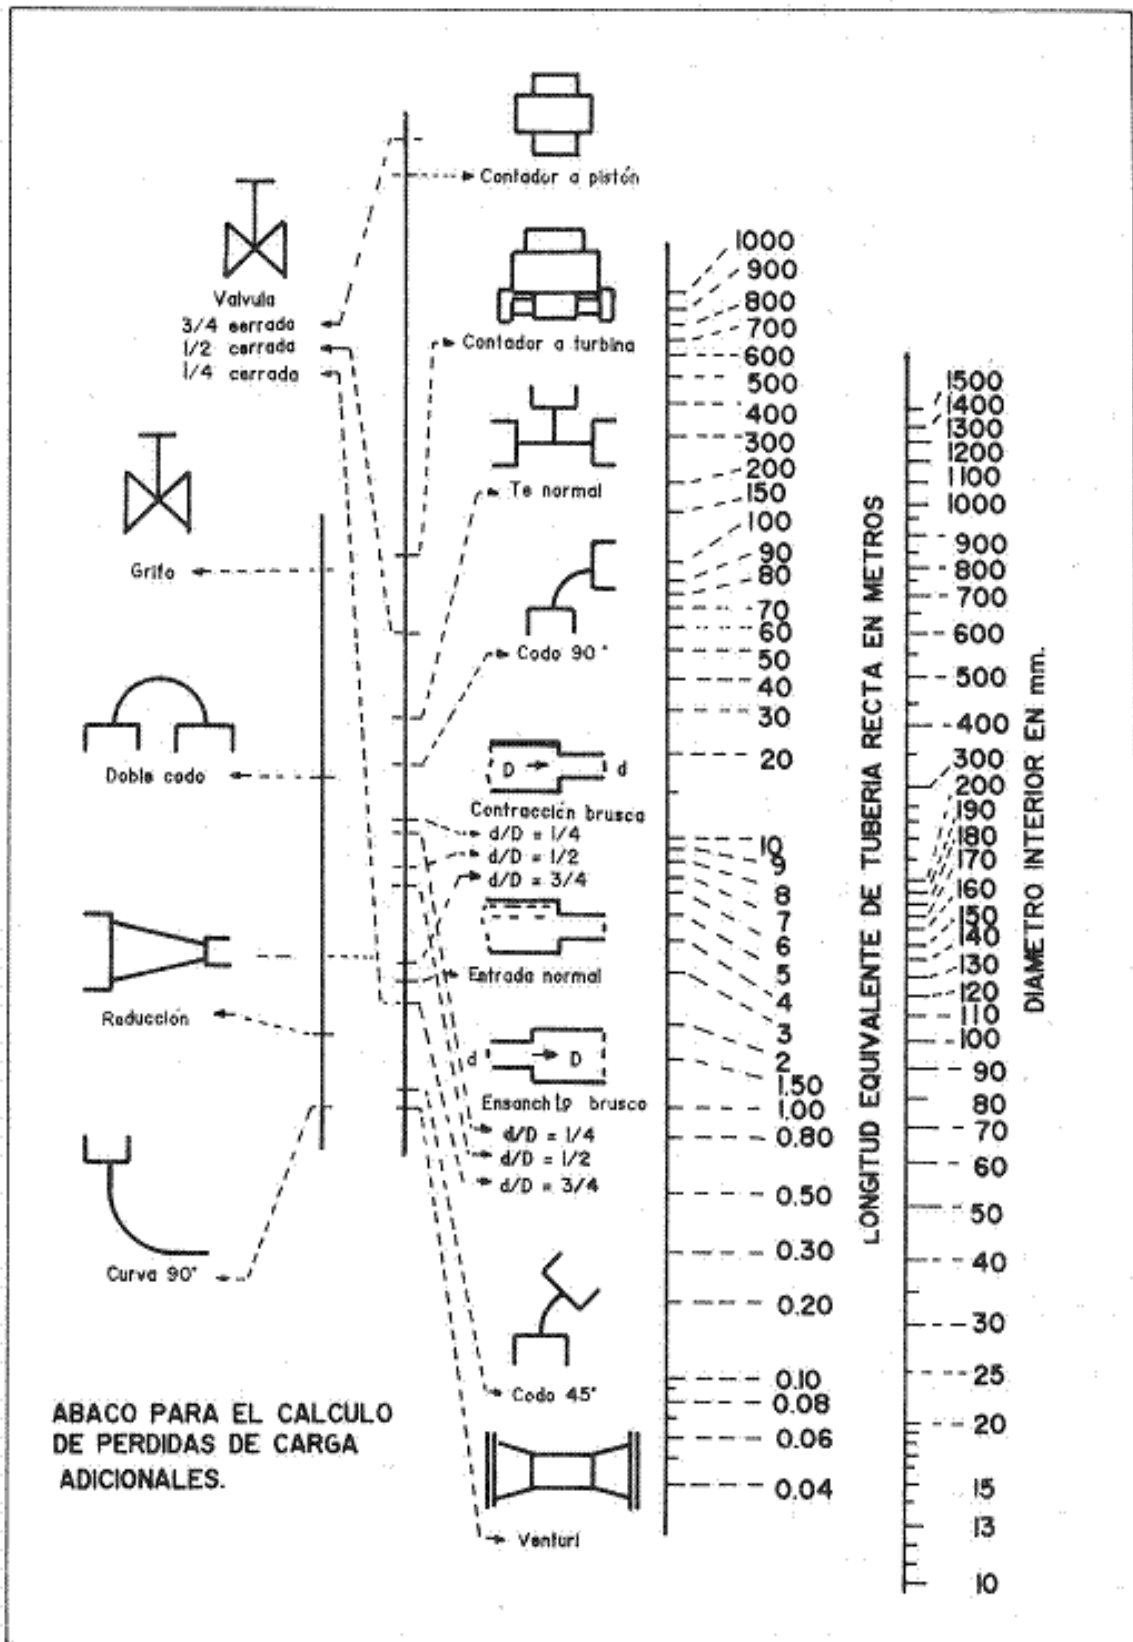 Contador a pistón
Valvula
3/4 serrada
1/2 cerrada
1/4 cerrada
Contador a turbina
Grifo
Te normal
Codo 90°
Doble codo
Contracción brusca
D
d
d/D = 1/4
d/D = 1/2
d/D = 3/4
Entrada normal
Reducción
d
D
Ensanchto brusco
d/D = 1/4
d/D = 1/2
d/D = 3/4
Curva 90°
Codo 45°
Venturi
ABACO PARA EL CALCULO
DE PERDIDAS DE CARGA
ADICIONALES.
1000
900
800
700
600
500
400
300
200
150
100
90
80
70
60
50
40
30
20
10
9
8
7
6
5
4
3
2
1.50
1.00
0.80
0.50
0.30
0.20
0.10
0.08
0.06
0.04
LONGITUD EQUIVALENTE DE TUBERIA RECTA EN METROS
1500
1400
1300
1200
1100
1000
900
800
700
600
500
400
300
200
190
180
170
160
150
140
130
120
110
100
90
80
70
60
50
40
30
25
20
15
13
10
DIAMETRO INTERIOR EN mm.